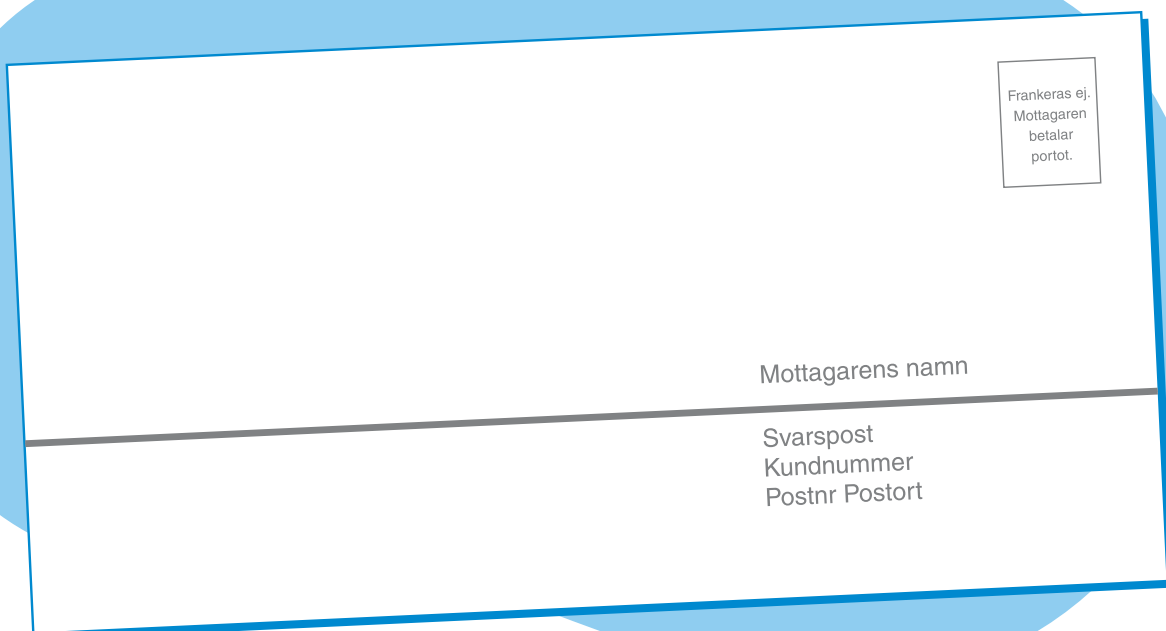 Frankeras ej.
Mottagaren
betalar
portot.
Mottagarens namn
Svarspost
Kundnummer
Postnr Postort